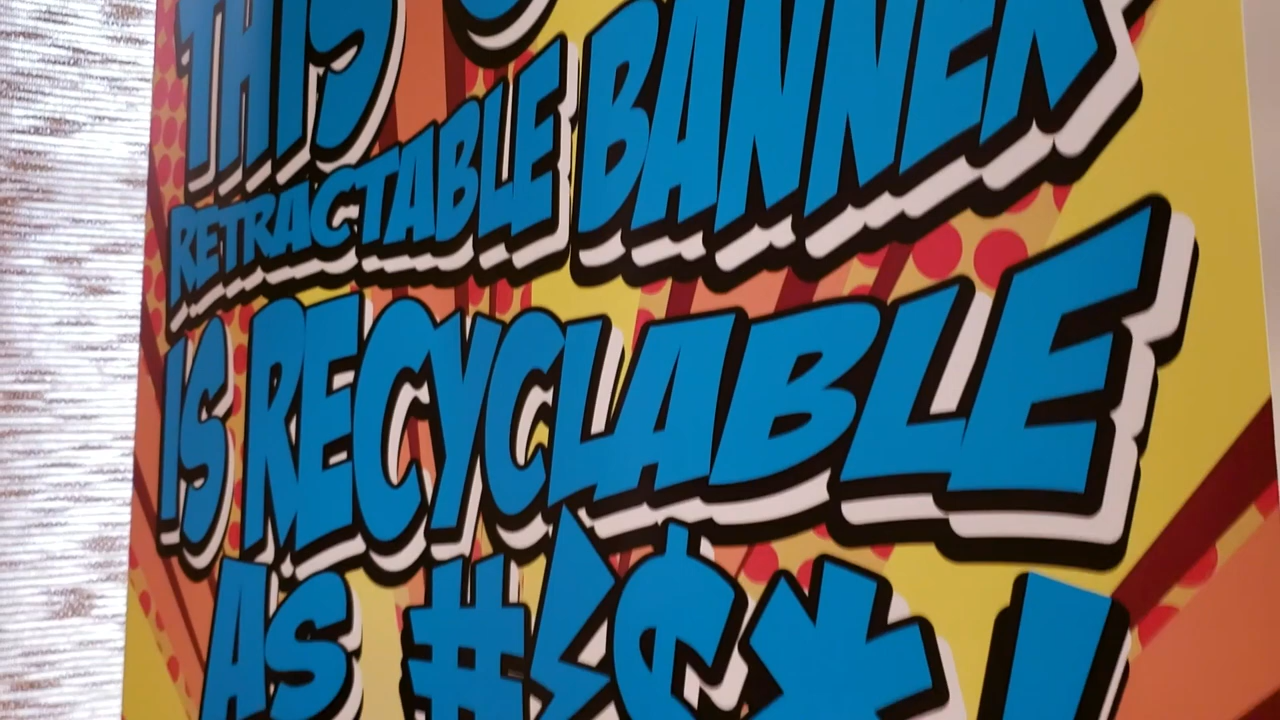 THIS
RETRACTABLE BANNER
IS RECYCLABLE
AS #⚡¢*!